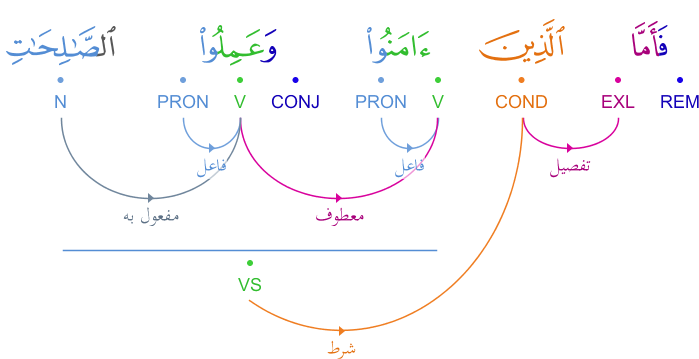 فَأَمَّا ٱلَّذِينَ ءَامَنُوا۟ وَعَمِلُوا۟ ٱلصَّـٰلِحَـٰتِ
REM EXL COND V PRON CONJ V PRON N
تفصيل فاعل فاعل
معطوف مفعول به
VS
شرط